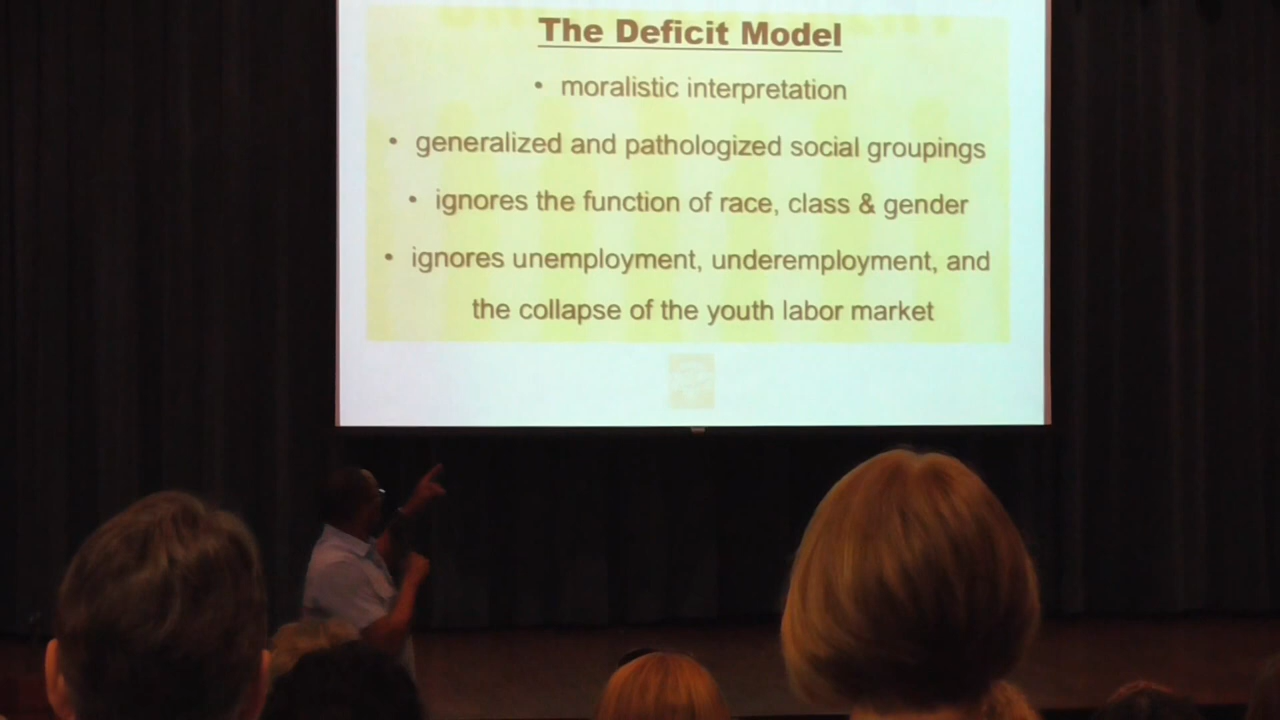 The Deficit Model
• moralistic interpretation
• generalized and pathologized social groupings
• ignores the function of race, class & gender
• ignores unemployment, underemployment, and
the collapse of the youth labor market